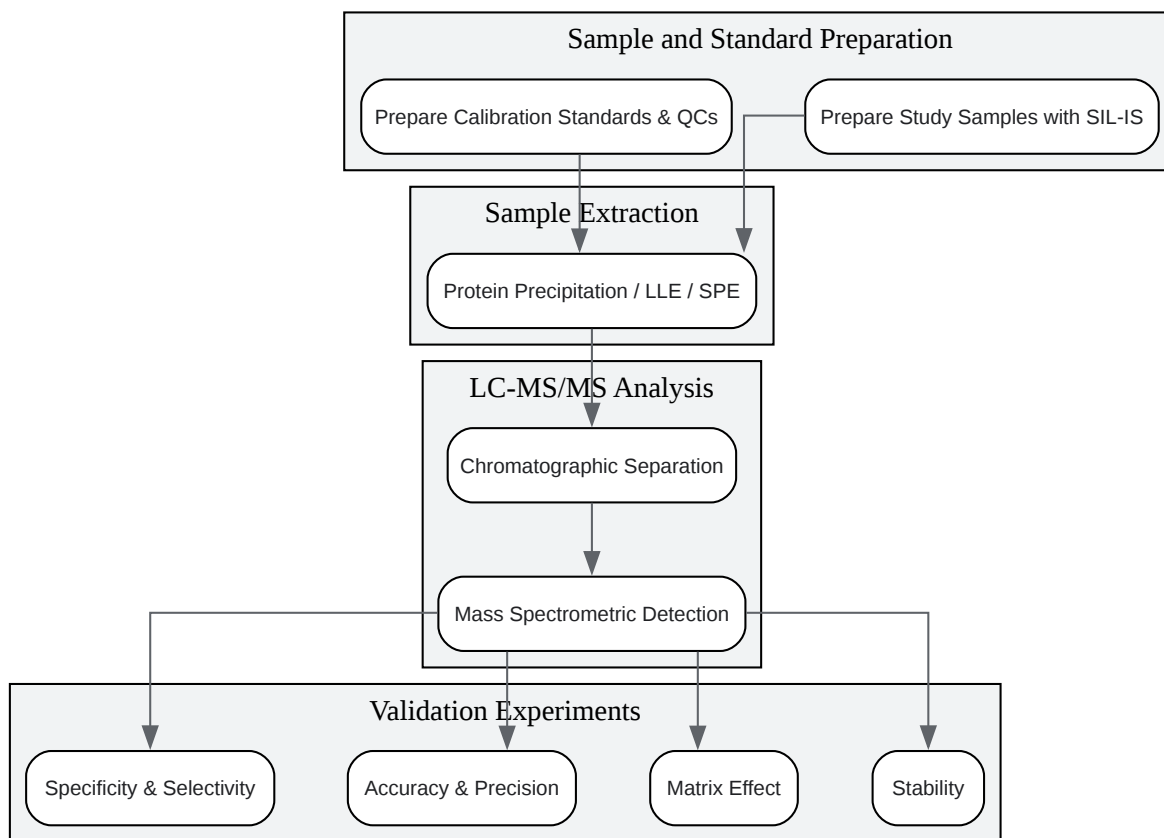 Sample and Standard Preparation
Prepare Calibration Standards & QCs
Prepare Study Samples with SIL-IS
Sample Extraction
Protein Precipitation / LLE / SPE
LC-MS/MS Analysis
Chromatographic Separation
Mass Spectrometric Detection
Validation Experiments
Specificity & Selectivity
Accuracy & Precision
Matrix Effect
Stability